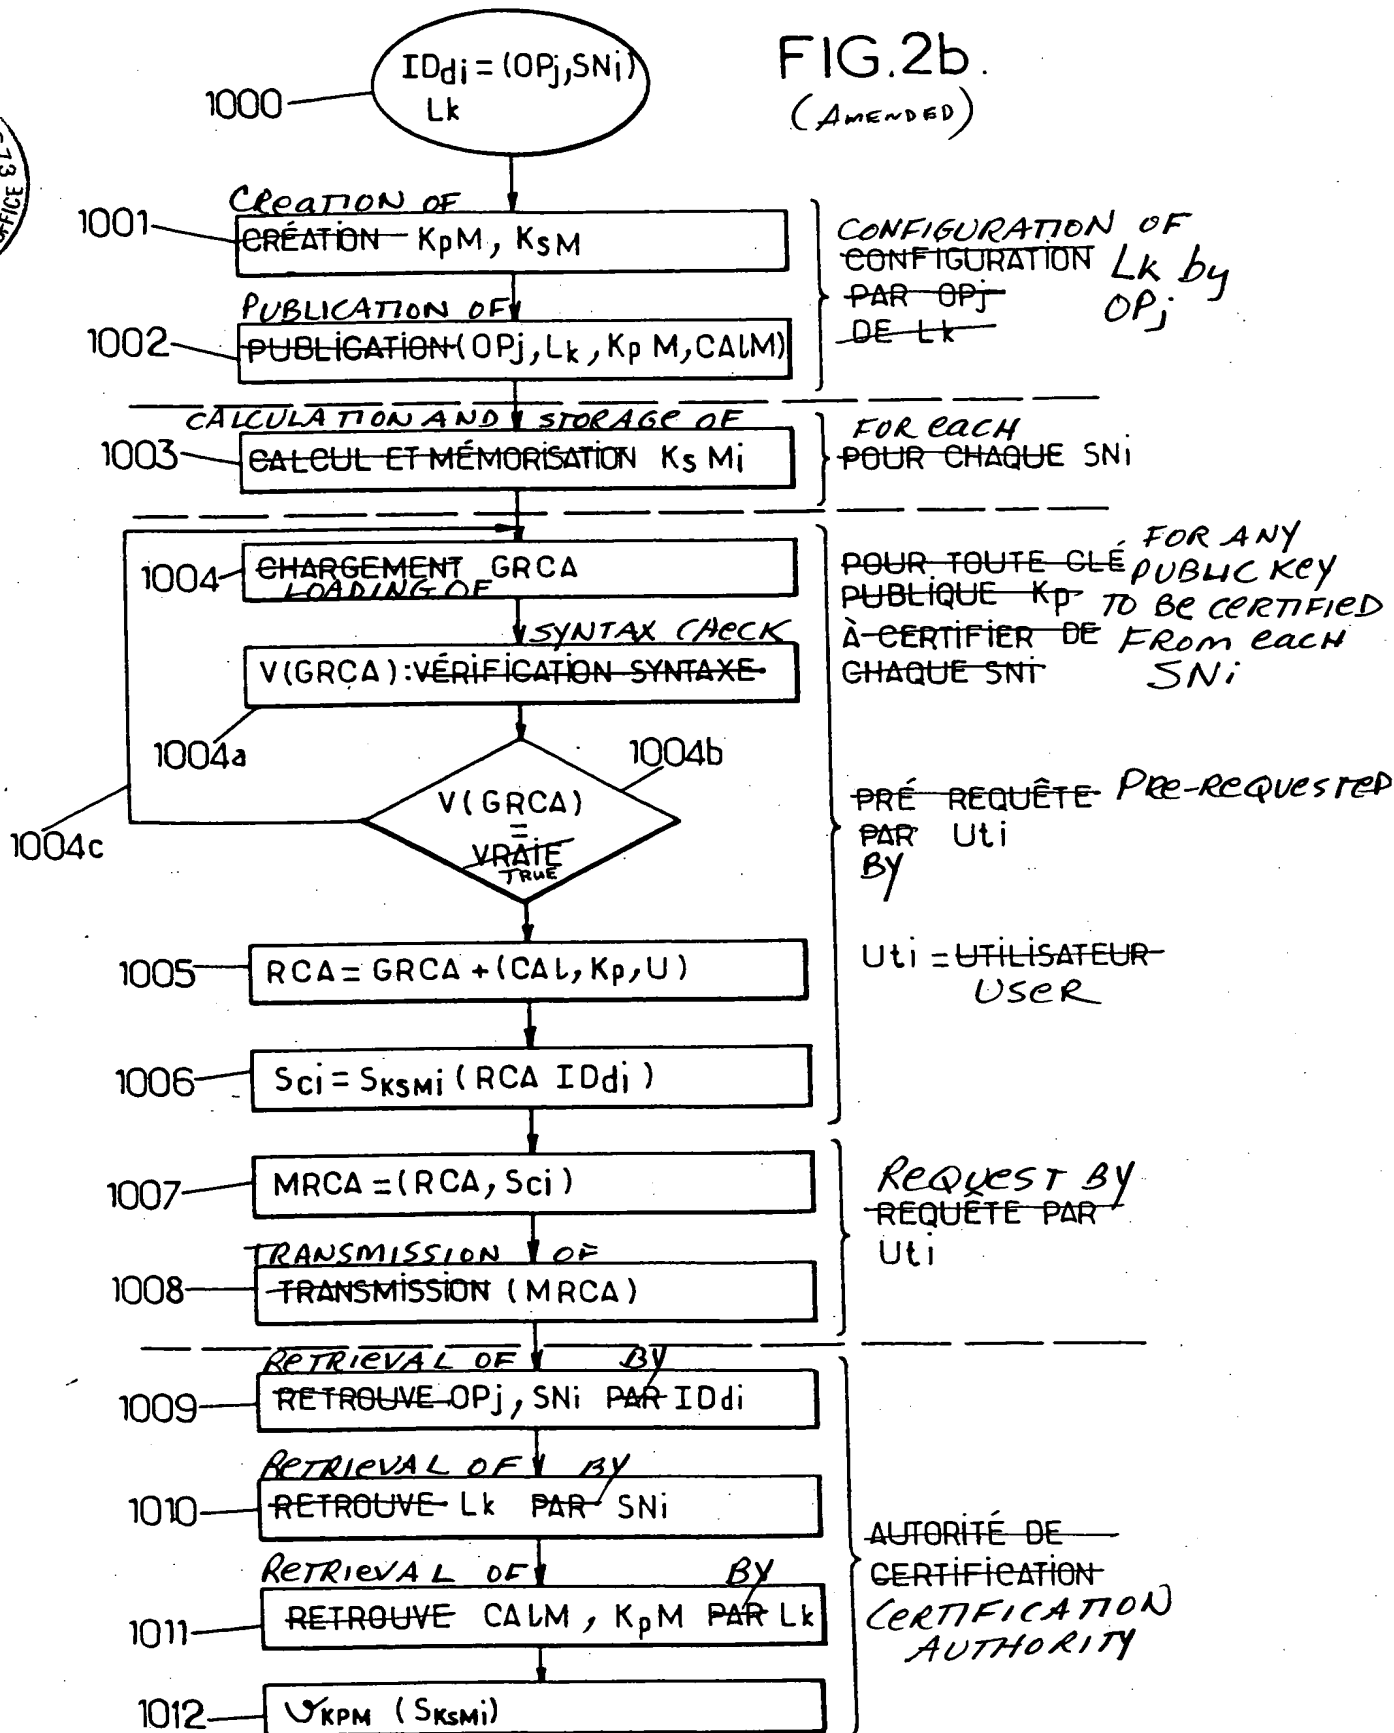 FIG.2b.
(AMENDED)
IDdi = (OPj,SNi)
Lk
1000
CREATION OF
1001
CRÉATION KpM, KsM
PUBLICATION OF
1002
PUBLICATION (OPj, Lk, KpM, CALM)
CONFIGURATION OF
CONFIGURATION Lk by
PAR OPj OPj
DE Lk
CALCULATION AND STORAGE OF
1003
CALCUL ET MÉMORISATION KsMi
FOR EACH
POUR CHAQUE SNi
1004
CHARGEMENT GRCA
LOADING OF
SYNTAX CHECK
V(GRCA):VÉRIFICATION SYNTAXE
1004a
1004b
V(GRCA)
=
VRAIE
TRUE
1004c
FOR ANY
POUR TOUTE CLÉ PUBLIC KEY
PUBLIQUE Kp TO BE CERTIFIED
À CERTIFIER DE FROM EACH
CHAQUE SNi SNi
PRÉ REQUÊTE PRE-REQUESTED
PAR Uti
BY
Uti = UTILISATEUR
USER
1005
RCA = GRCA + (CAL, Kp, U)
1006
Sci = SKSMi (RCA IDdi)
1007
MRCA = (RCA, Sci)
TRANSMISSION OF
1008
TRANSMISSION (MRCA)
REQUEST BY
REQUÊTE PAR
Uti
RETRIEVAL OF BY
1009
RETROUVE OPj, SNi PAR IDdi
RETRIEVAL OF BY
1010
RETROUVE Lk PAR SNi
RETRIEVAL OF BY
1011
RETROUVE CALM, KpM PAR Lk
1012
VKPM (SKSMi)
AUTORITÉ DE
CERTIFICATION
CERTIFICATION
AUTHORITY